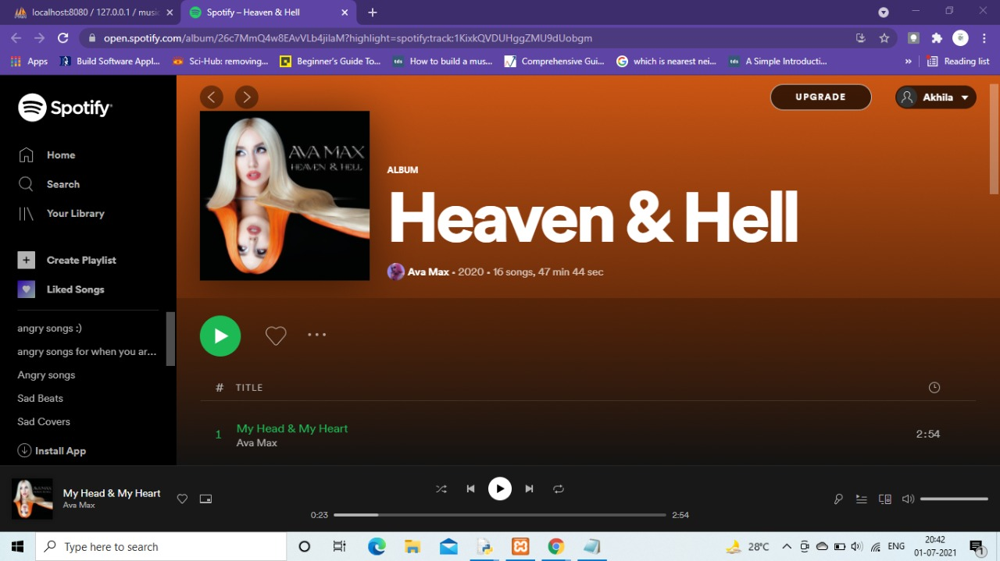 localhost:8080 / 127.0.0.1 / music
Spotify – Heaven & Hell
open.spotify.com/album/26c7MmQ4w8EAvVLb4jilaM?highlight=spotify:track:1KixkQVDUHggZMU9dUobgm
Apps
Build Software Appl...
Sci-Hub: removing...
Beginner's Guide To...
tds How to build a mus...
Comprehensive Gui...
which is nearest nei...
tds A Simple Introducti...
»
Reading list
Spotify
UPGRADE
Akhila
Home
Search
Your Library
Create Playlist
Liked Songs
angry songs :)
angry songs for when you ar...
Angry songs
Sad Beats
Sad Covers
Install App
AVA MAX
HEAVEN & HELL
ALBUM
Heaven & Hell
Ava Max • 2020 • 16 songs, 47 min 44 sec
# TITLE
1 My Head & My Heart 2:54
Ava Max
My Head & My Heart
Ava Max
0:23 2:54
Type here to search
28°C
ENG
20:42
01-07-2021
1